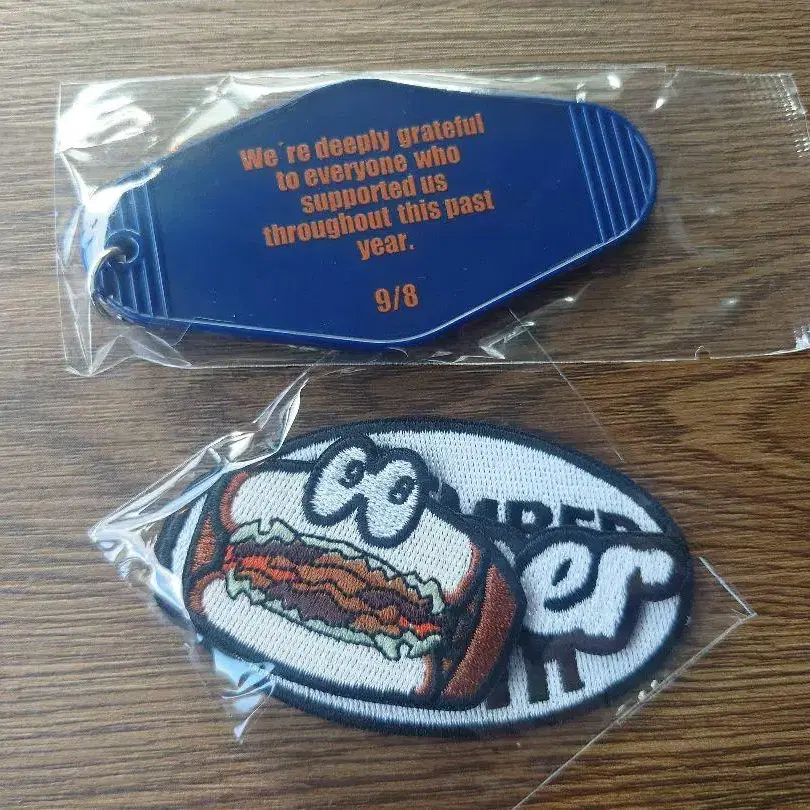 We're deeply grateful
to everyone who
supported us
throughout this past
year.
9/8